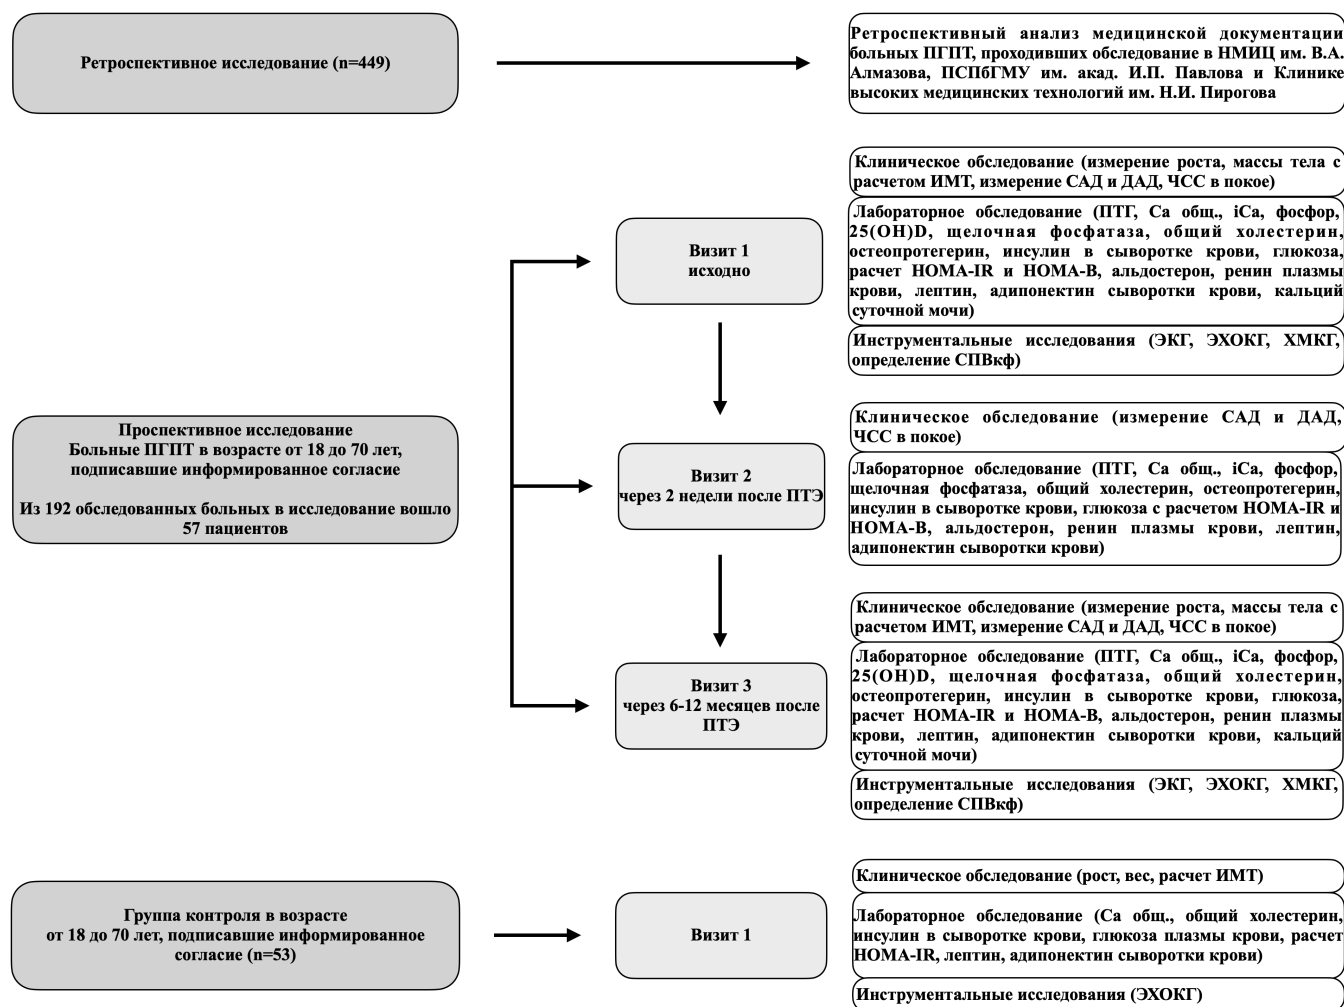 Ретроспективное исследование (n=449)
Ретроспективный анализ медицинской документации
больных ПГПТ, проходивших обследование в НМИЦ им. В.А.
Алмазова, ПСПбГМУ им. акад. И.П. Павлова и Клинике
высоких медицинских технологий им. Н.И. Пирогова
Проспективное исследование
Больные ПГПТ в возрасте от 18 до 70 лет,
подписавшие информированное согласие
Из 192 обследованных больных в исследование вошло
57 пациентов
Визит 1
исходно
Клиническое обследование (измерение роста, массы тела с
расчетом ИМТ, измерение САД и ДАД, ЧСС в покое)
Лабораторное обследование (ПТГ, Са общ., iCa, фосфор,
25(OH)D, щелочная фосфатаза, общий холестерин,
остеопротегерин, инсулин в сыворотке крови, глюкоза,
расчет HOMA-IR и HOMA-B, альдостерон, ренин плазмы
крови, лептин, адипонектин сыворотки крови, кальций
суточной мочи)
Инструментальные исследования (ЭКГ, ЭХОКГ, ХМКГ,
определение СПВкф)
Визит 2
через 2 недели после ПТЭ
Клиническое обследование (измерение САД и ДАД,
ЧСС в покое)
Лабораторное обследование (ПТГ, Са общ., iCa, фосфор,
щелочная фосфатаза, общий холестерин, остеопротегерин,
инсулин в сыворотке крови, глюкоза с расчетом HOMA-IR и
HOMA-B, альдостерон, ренин плазмы крови, лептин,
адипонектин сыворотки крови)
Визит 3
через 6-12 месяцев после
ПТЭ
Клиническое обследование (измерение роста, массы тела с
расчетом ИМТ, измерение САД и ДАД, ЧСС в покое)
Лабораторное обследование (ПТГ, Са общ., iCa, фосфор,
25(OH)D, щелочная фосфатаза, общий холестерин,
остеопротегерин, инсулин в сыворотке крови, глюкоза,
расчет HOMA-IR и HOMA-B, альдостерон, ренин плазмы
крови, лептин, адипонектин сыворотки крови, кальций
суточной мочи)
Инструментальные исследования (ЭКГ, ЭХОКГ, ХМКГ,
определение СПВкф)
Группа контроля в возрасте
от 18 до 70 лет, подписавшие информированное
согласие (n=53)
Визит 1
Клиническое обследование (рост, вес, расчет ИМТ)
Лабораторное обследование (Са общ., общий холестерин,
инсулин в сыворотке крови, глюкоза плазмы крови, расчет
HOMA-IR, лептин, адипонектин сыворотки крови)
Инструментальные исследования (ЭХОКГ)